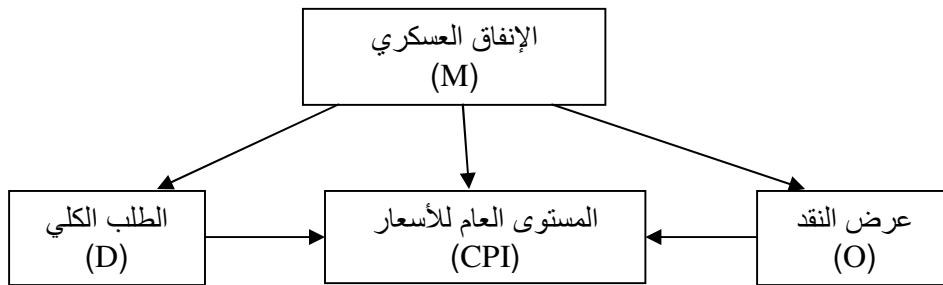 الإنفاق العسكري
(M)
عرض النقد
(O)
المستوى العام للأسعار
(CPI)
الطلب الكلي
(D)